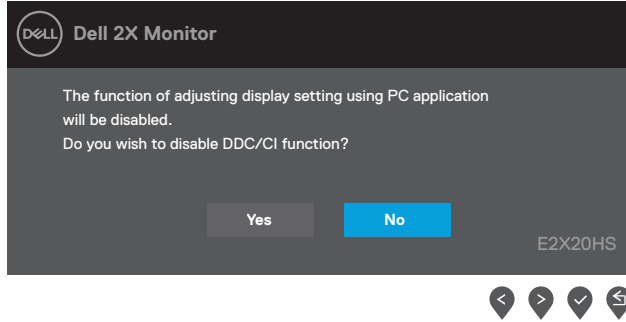 DELL Dell 2X Monitor
The function of adjusting display setting using PC application
will be disabled.
Do you wish to disable DDC/CI function?
Yes No
E2X20HS